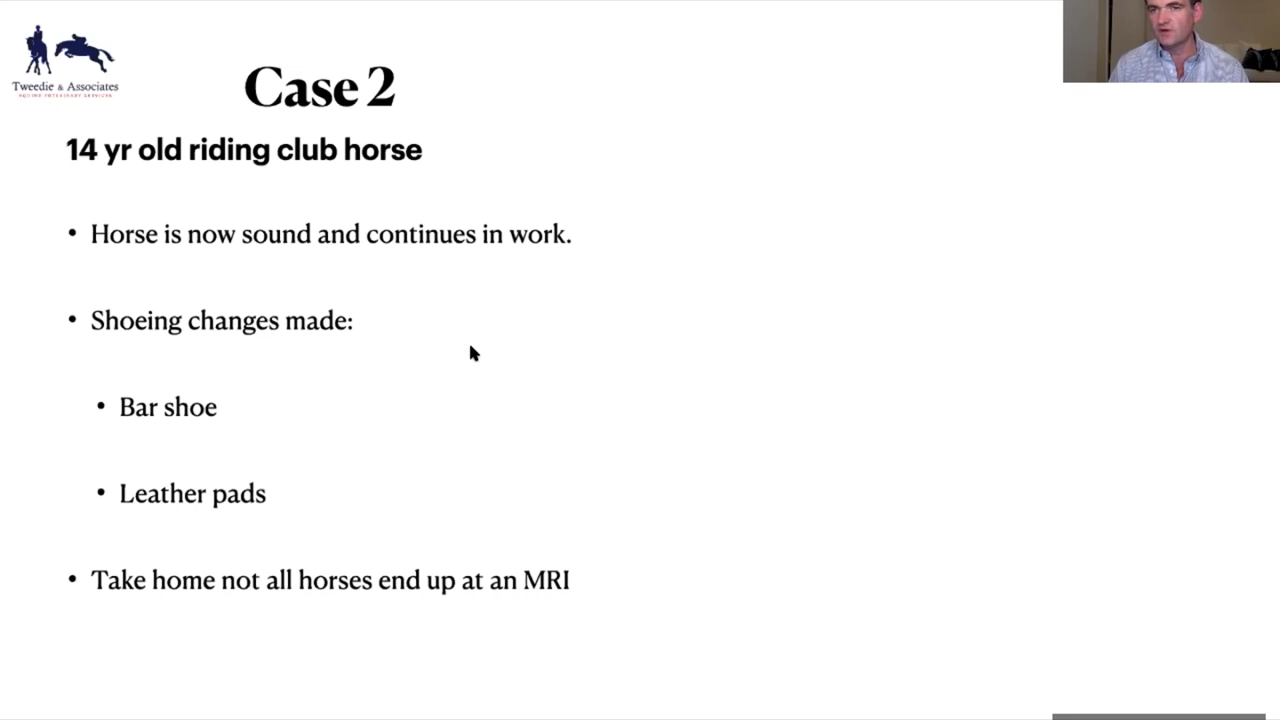 Tweedie & Associates
EQUINE VETERINARY SERVICES
Case 2
14 yr old riding club horse
• Horse is now sound and continues in work.
• Shoeing changes made:
• Bar shoe
• Leather pads
• Take home not all horses end up at an MRI